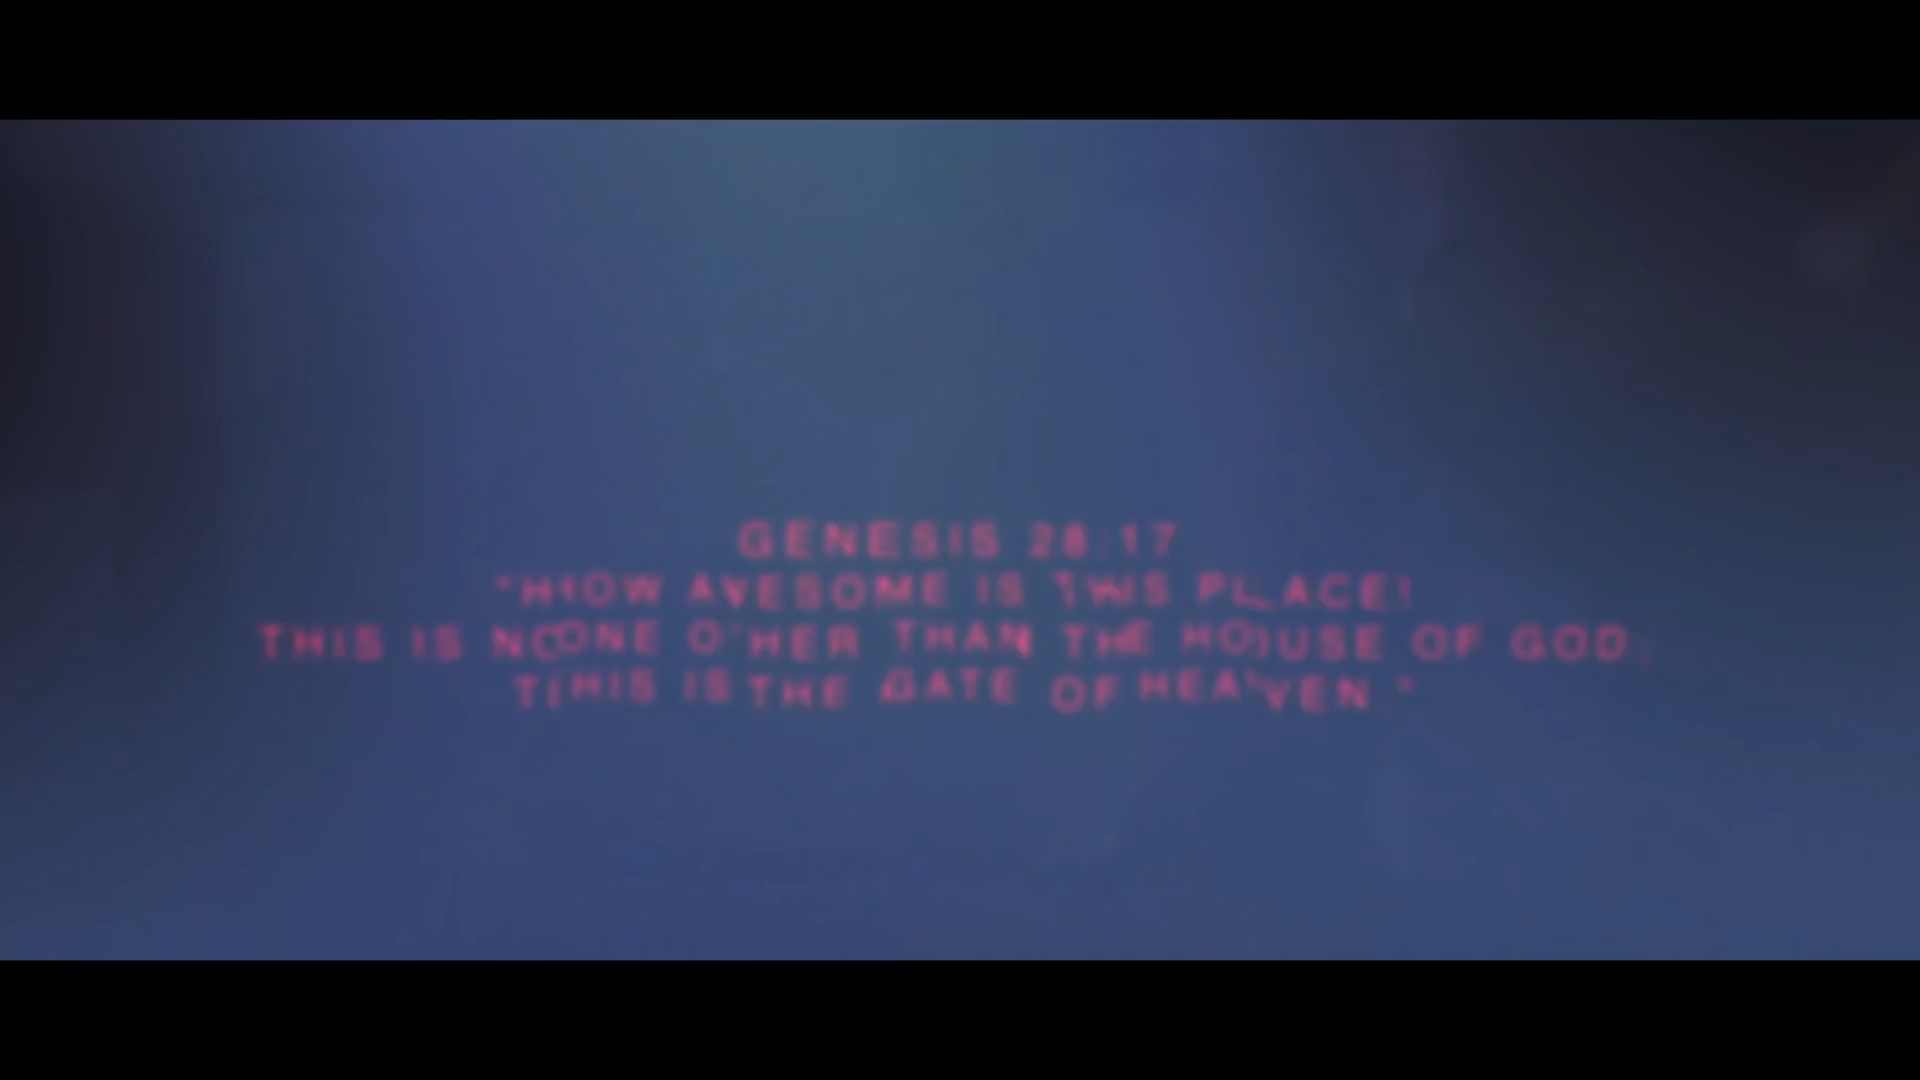 GENESIS 28:17
"HOW AWESOME IS THIS PLACE!
THIS IS NONE OTHER THAN THE HOUSE OF GOD;
THIS IS THE GATE OF HEAVEN."